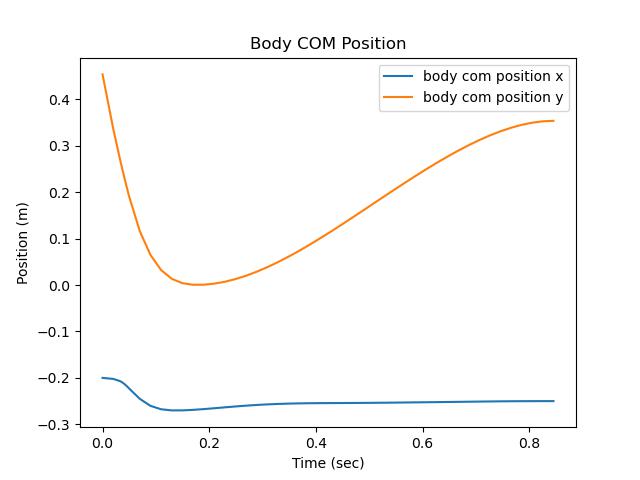 Body COM Position
body com position x
body com position y
Position (m)
0.4
0.3
0.2
0.1
0.0
−0.1
−0.2
−0.3
0.0 0.2 0.4 0.6 0.8
Time (sec)